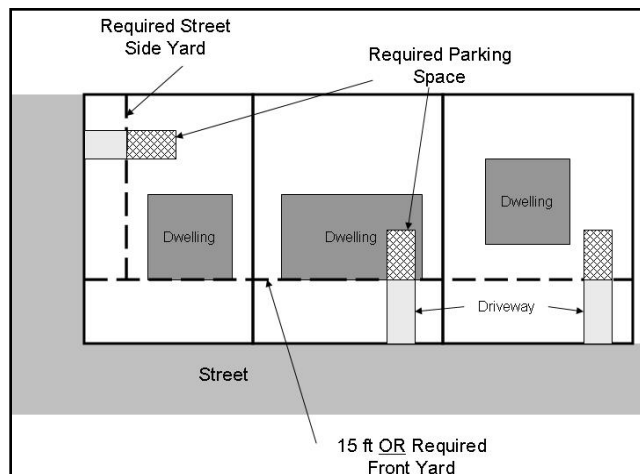 Required Street
Side Yard
Required Parking
Space
Dwelling
Dwelling
Dwelling
Driveway
Street
15 ft OR Required
Front Yard